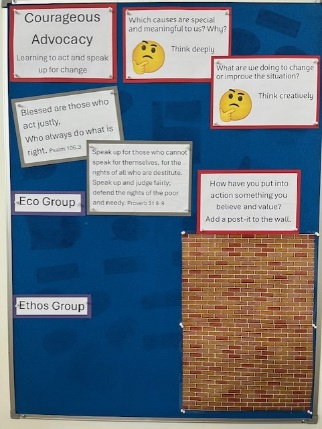 Courageous
Advocacy
Learning to act and speak
up for change
Which causes are special
and meaningful to us? Why?
Think deeply
What are we doing to change
or improve the situation?
Think creatively
Blessed are those who
act justly,
Who always do what is
right. Psalm 106.3
Speak up for those who cannot
speak for themselves, for the
rights of all who are destitute.
Speak up and judge fairly;
defend the rights of the poor
and needy. Proverb 31 8-9
Eco Group
How have you put into
action something you
believe and value?
Add a post-it to the wall.
Ethos Group